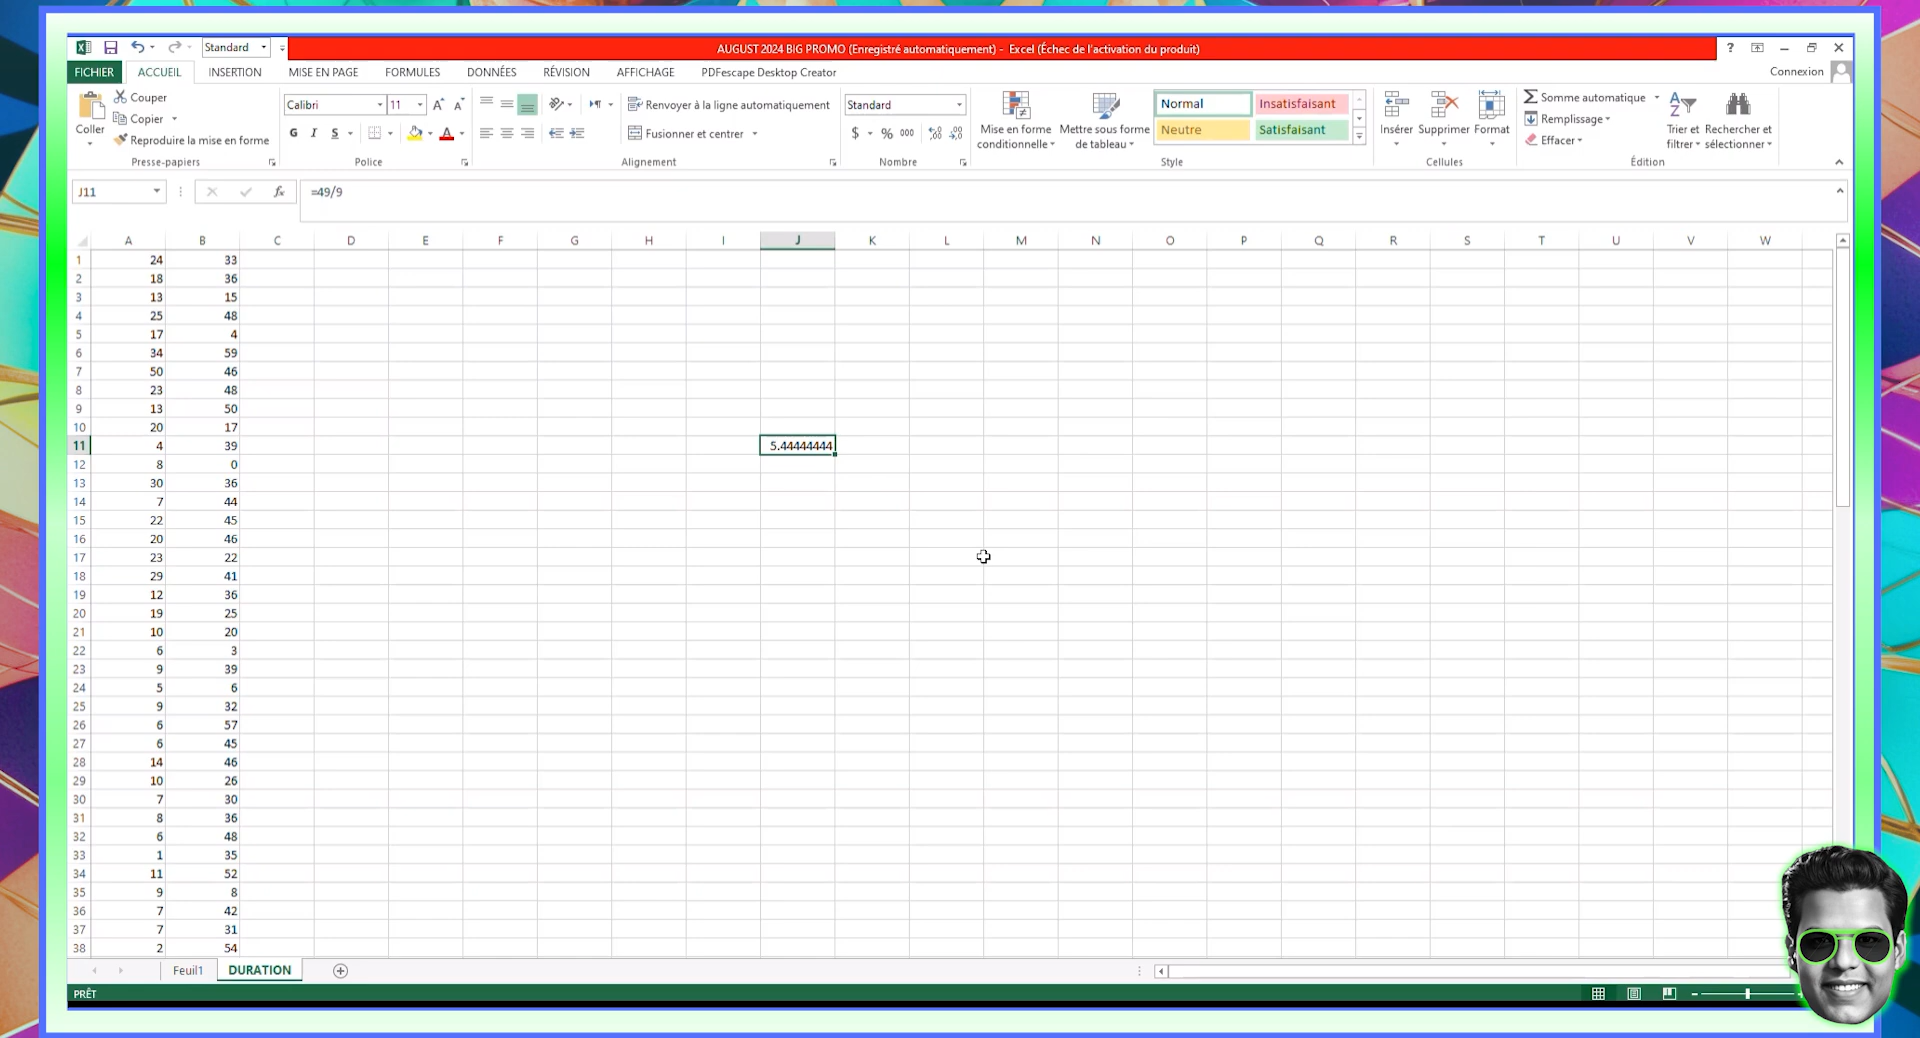 Standard
AUGUST 2024 BIG PROMO (Enregistré automatiquement) - Excel (Échec de l'activation du produit)
?
FICHIER ACCUEIL INSERTION MISE EN PAGE FORMULES DONNÉES RÉVISION AFFICHAGE PDFescape Desktop Creator Connexion
Coller
Couper
Copier
Reproduire la mise en forme
Presse-papiers
Calibri 11
G I S
Police
Renvoyer à la ligne automatiquement
Fusionner et centrer
Alignement
Standard
$ % 000
Nombre
Mise en forme conditionnelle
Mettre sous forme de tableau
Normal Insatisfaisant
Neutre Satisfaisant
Style
Insérer Supprimer Format
Cellules
Somme automatique
Remplissage
Effacer
Trier et filtrer
Rechercher et sélectionner
Édition
J11 fx =49/9
A B C D E F G H I J K L M N O P Q R S T U V W
1 24 33
2 18 36
3 13 15
4 25 48
5 17 4
6 34 59
7 50 46
8 23 48
9 13 50
10 20 17
11 4 39 5.44444444
12 8 0
13 30 36
14 7 44
15 22 45
16 20 46
17 23 22
18 29 41
19 12 36
20 19 25
21 10 20
22 6 3
23 9 39
24 5 6
25 9 32
26 6 57
27 6 45
28 14 46
29 10 26
30 7 30
31 8 36
32 6 48
33 1 35
34 11 52
35 9 8
36 7 42
37 7 31
38 2 54
Feuil1 DURATION
PRÊT